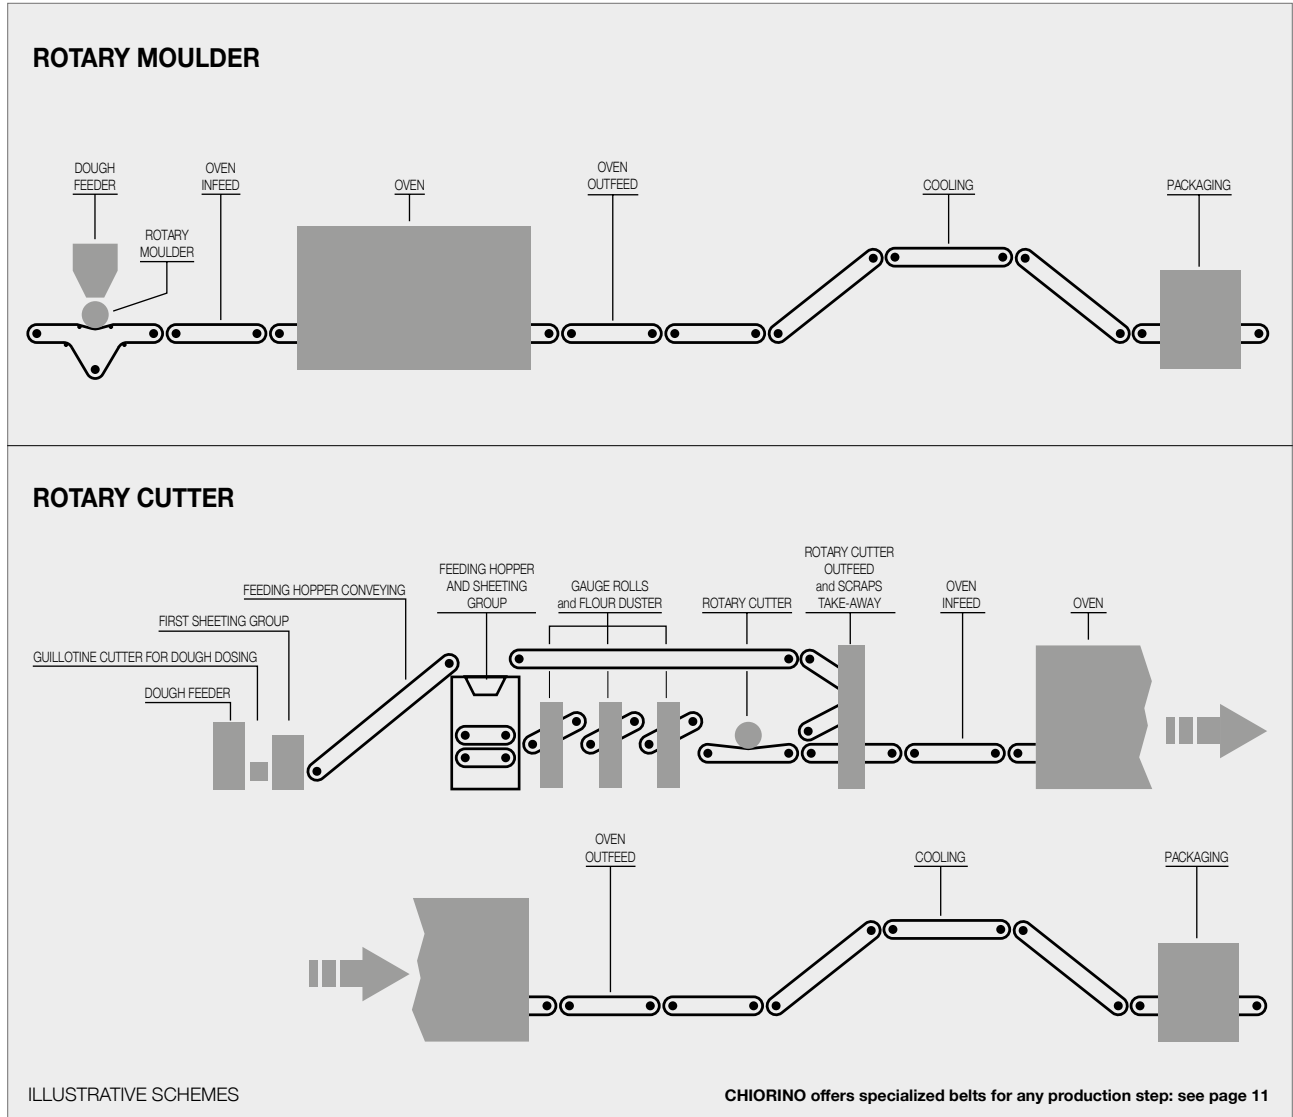 ROTARY MOULDER
DOUGH
FEEDER
OVEN
INFEED
OVEN
OVEN
OUTFEED
COOLING
PACKAGING
ROTARY
MOULDER
ROTARY CUTTER
FEEDING HOPPER CONVEYING
FEEDING HOPPER
AND SHEETING
GROUP
GAUGE ROLLS
and FLOUR DUSTER
ROTARY CUTTER
ROTARY CUTTER
OUTFEED
and SCRAPS
TAKE-AWAY
OVEN
INFEED
OVEN
FIRST SHEETING GROUP
GUILLOTINE CUTTER FOR DOUGH DOSING
DOUGH FEEDER
OVEN
OUTFEED
COOLING
PACKAGING
ILLUSTRATIVE SCHEMES
CHIORINO offers specialized belts for any production step: see page 11